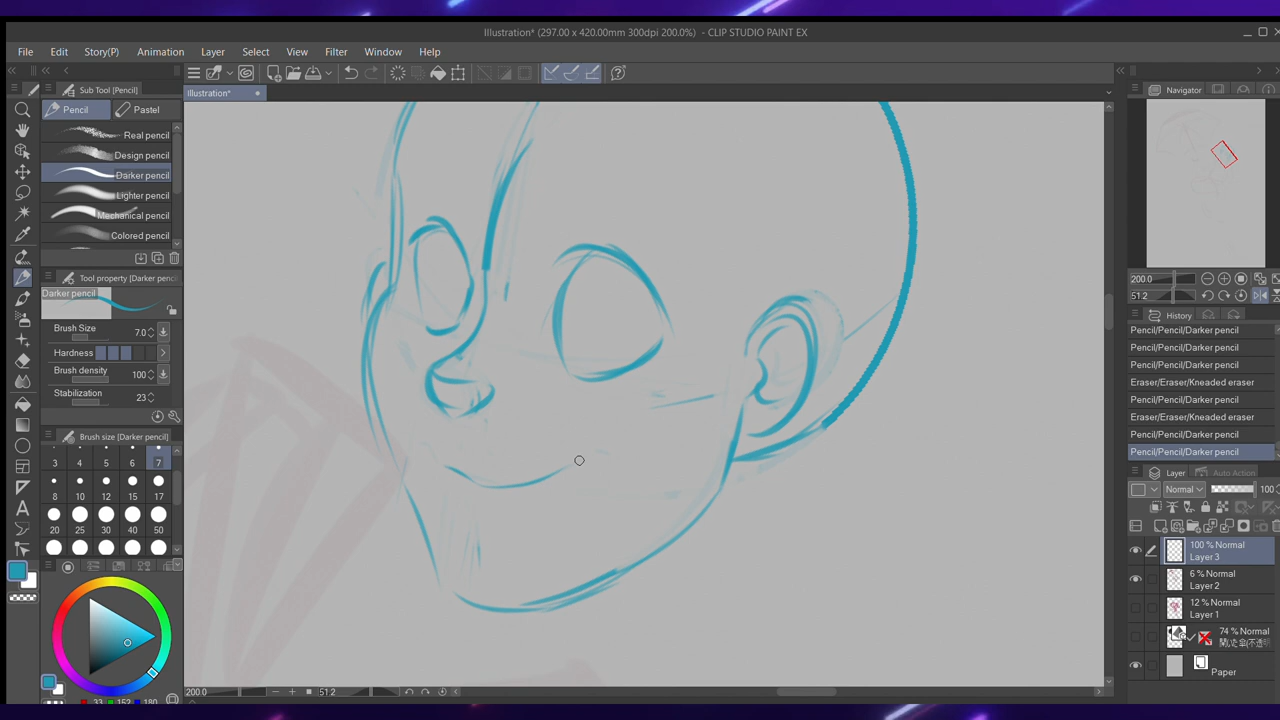 Illustration* (297.00 x 420.00mm 300dpi 200.0%) - CLIP STUDIO PAINT EX
File Edit Story(P) Animation Layer Select View Filter Window Help
Sub Tool [Pencil]
Pencil Pastel
Real pencil
Design pencil
Darker pencil
Lighter pencil
Mechanical pencil
Colored pencil
Tool property [Darker pencil]
Darker pencil
Brush Size 7.0
Hardness
Brush density 100
Stabilization 23
Brush size [Darker pencil]
3 4 5 6 7
8 10 12 15 17
20 25 30 40 50
33 152 180
Illustration*
200.0 51.2
Navigator
200.0
51.2
History
Pencil/Pencil/Darker pencil
Pencil/Pencil/Darker pencil
Pencil/Pencil/Darker pencil
Eraser/Eraser/Kneaded eraser
Pencil/Pencil/Darker pencil
Eraser/Eraser/Kneaded eraser
Pencil/Pencil/Darker pencil
Pencil/Pencil/Darker pencil
Layer Auto Action
Normal 100
100 % Normal
Layer 3
6 % Normal
Layer 2
12 % Normal
Layer 1
74 % Normal
Paper